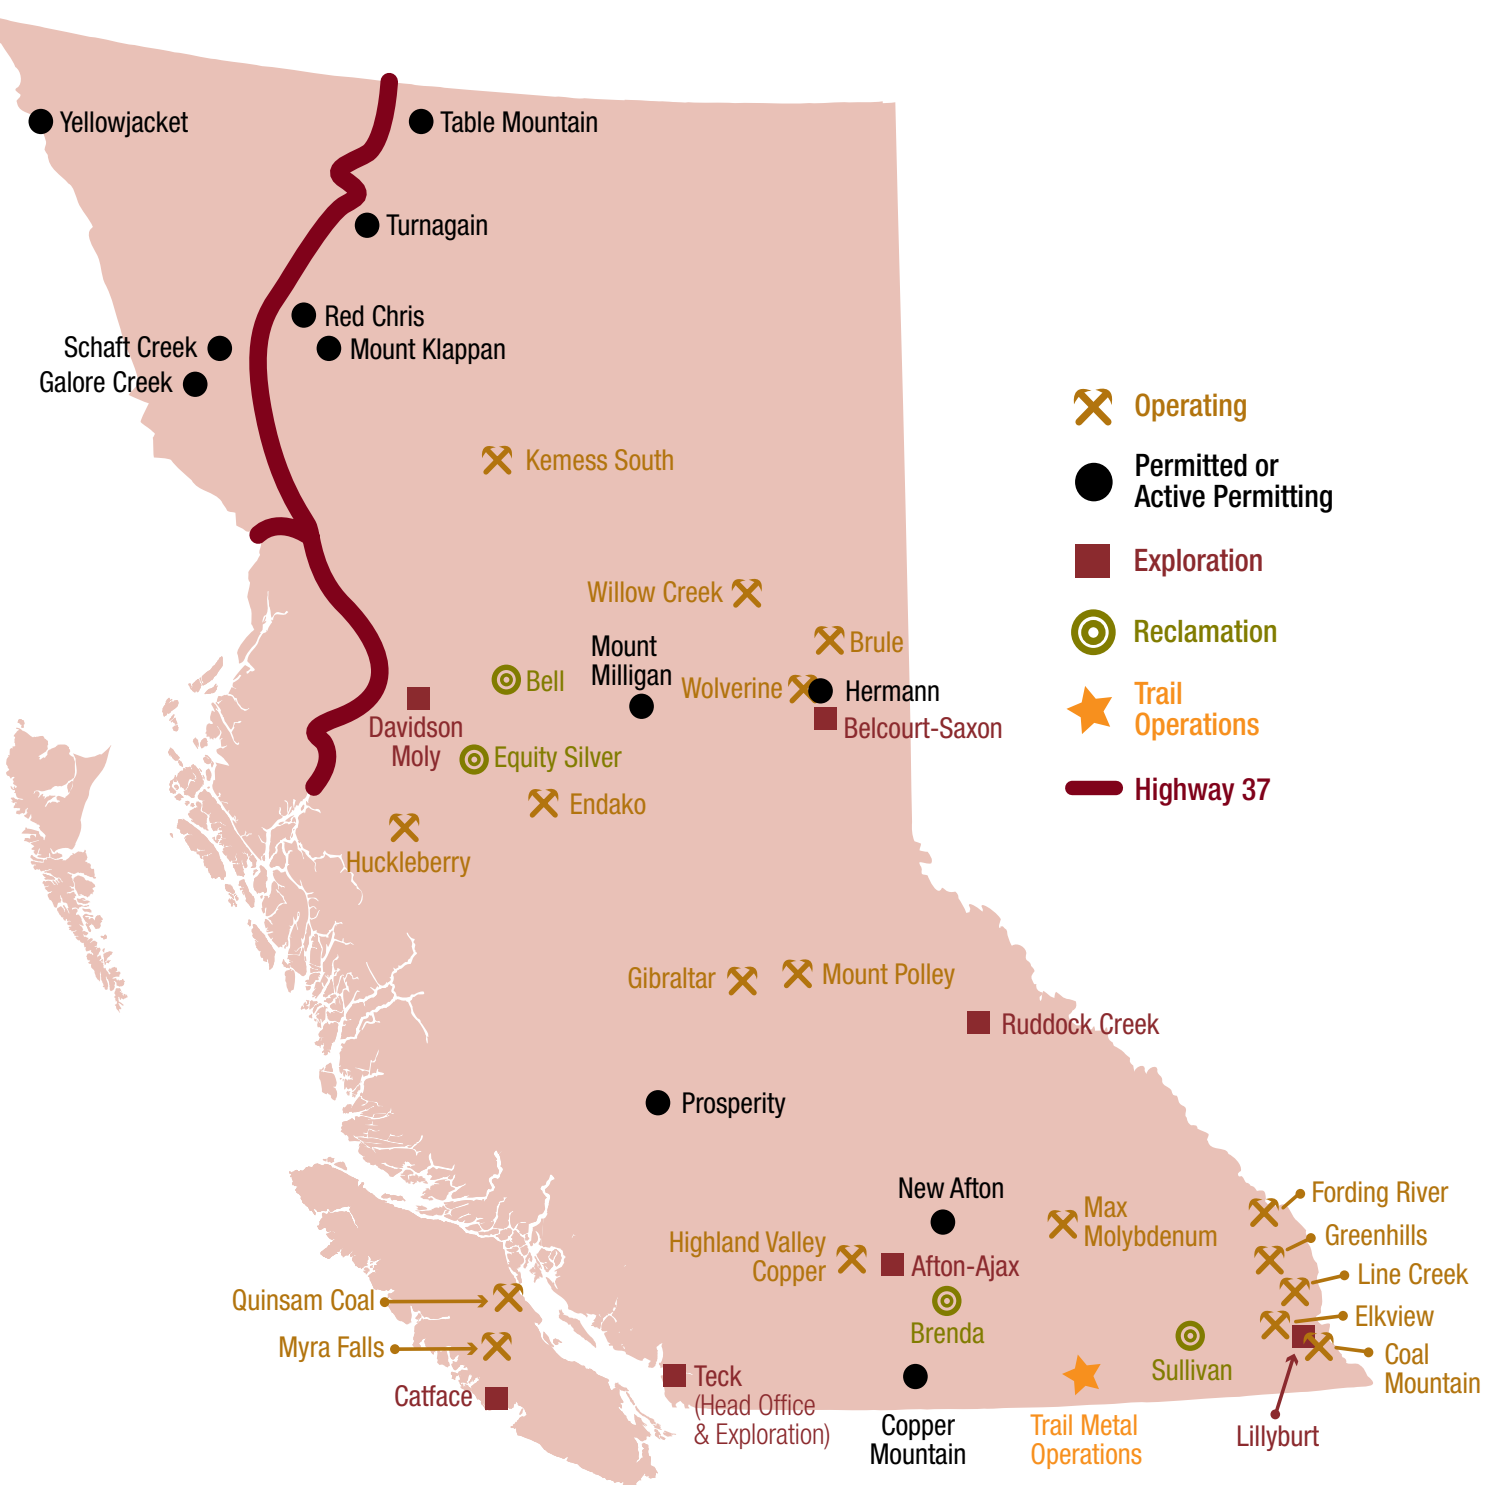 Yellowjacket
Table Mountain
Turnagain
Red Chris
Schaft Creek
Mount Klappan
Galore Creek
Operating
Kemess South
Permitted or
Active Permitting
Exploration
Willow Creek
Reclamation
Brule
Mount
Milligan
Bell
Wolverine
Hermann
Trail
Operations
Davidson
Moly
Belcourt-Saxon
Equity Silver
Highway 37
Endako
Huckleberry
Gibraltar
Mount Polley
Ruddock Creek
Prosperity
New Afton
Fording River
Max
Molybdenum
Greenhills
Highland Valley
Copper
Afton-Ajax
Line Creek
Quinsam Coal
Elkview
Brenda
Myra Falls
Coal
Mountain
Sullivan
Teck
(Head Office
& Exploration)
Catface
Copper
Mountain
Trail Metal
Operations
Lillyburt